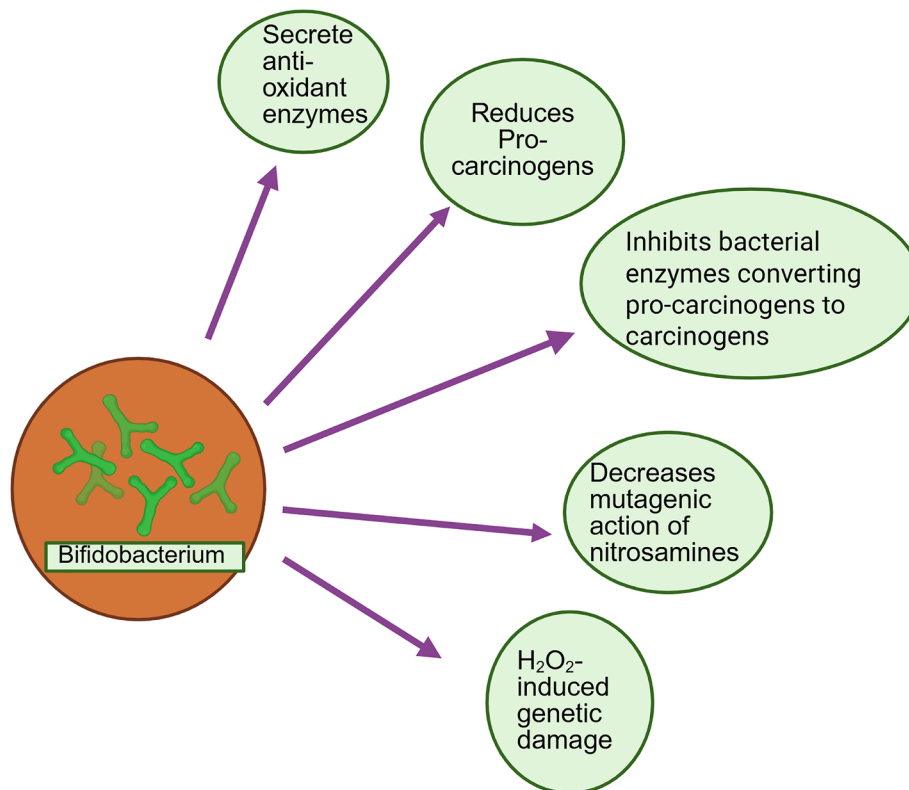 Secrete
anti-
oxidant
enzymes
Reduces
Pro-
carcinogens
Inhibits bacterial
enzymes converting
pro-carcinogens to
carcinogens
Decreases
mutagenic
action of
nitrosamines
Bifidobacterium
H₂O₂-
induced
genetic
damage